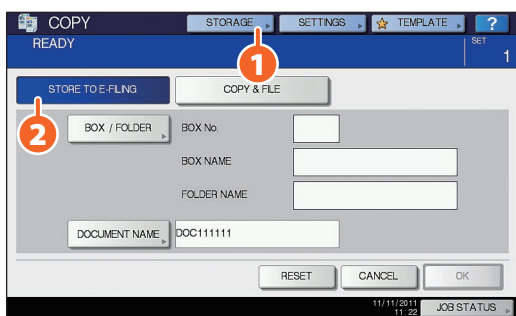 COPY
STORAGE
SETTINGS
TEMPLATE
?
READY
SET
1
1
STORE TO E-FILING
COPY & FILE
2
BOX / FOLDER
BOX No.
BOX NAME
FOLDER NAME
DOCUMENT NAME
DOC111111
RESET
CANCEL
OK
11/11/2011
11:22
JOB STATUS